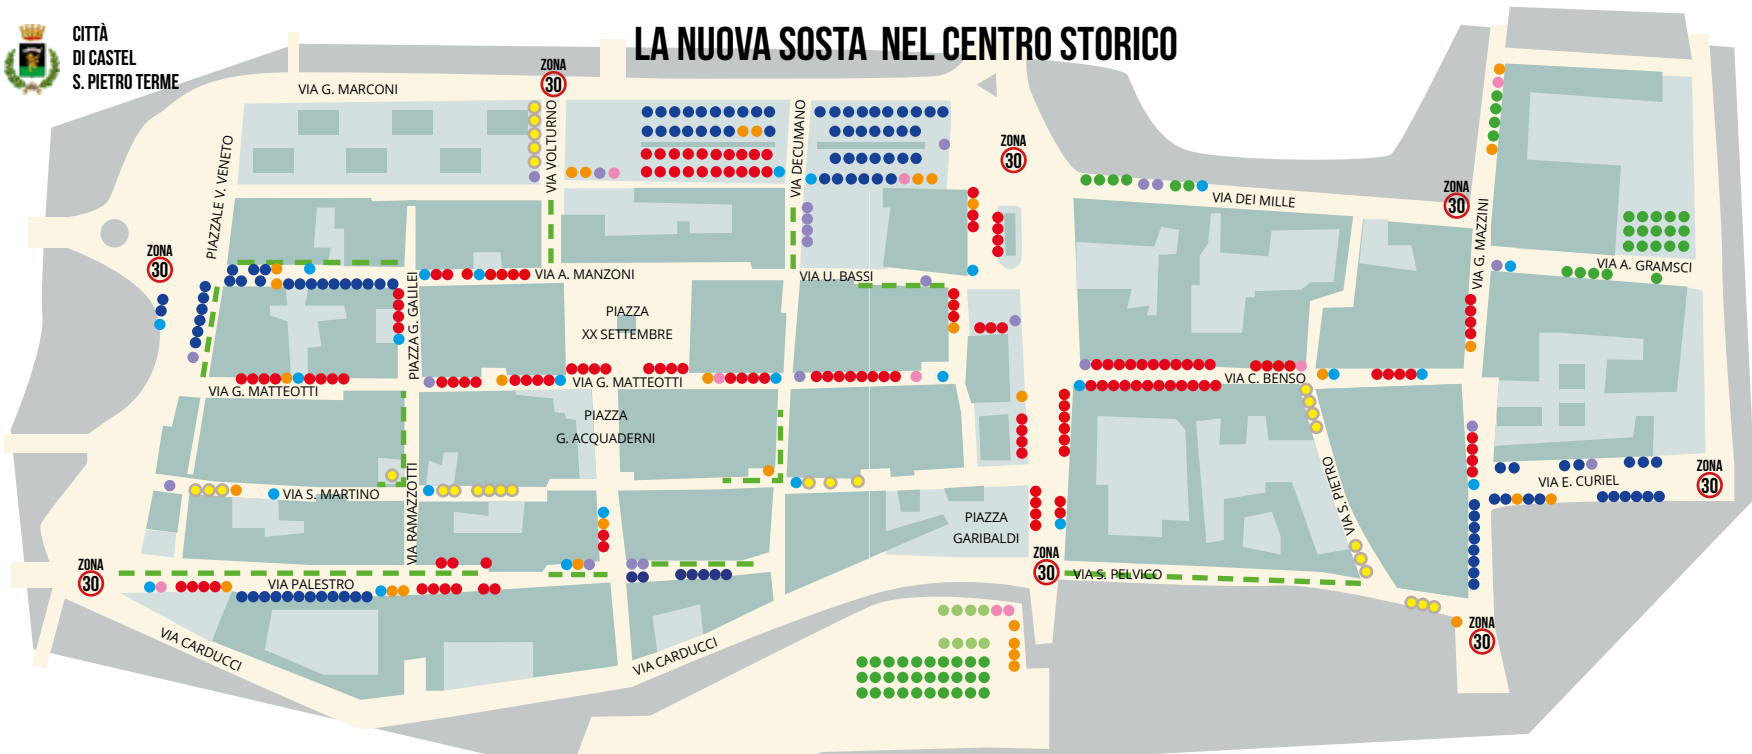 CITTÀ
DI CASTEL
S. PIETRO TERME
LA NUOVA SOSTA NEL CENTRO STORICO
ZONA
30
VIA G. MARCONI
VIA VOLTURNO
VIA DECUMANO
PIAZZALE V. VENETO
ZONA
30
ZONA
30
VIA DEI MILLE
VIA G. MAZZINI
ZONA
30
PIAZZA G. GALILEI
VIA A. MANZONI
VIA U. BASSI
VIA A. GRAMSCI
PIAZZA
XX SETTEMBRE
VIA G. MATTEOTTI
VIA G. MATTEOTTI
VIA C. BENSO
PIAZZA
G. ACQUADERNI
VIA S. MARTINO
VIA RAMAZZOTTI
VIA S. PIETRO
VIA E. CURIEL
ZONA
30
PIAZZA
GARIBALDI
ZONA
30
VIA PALESTRO
ZONA
30
VIA S. PELVICO
VIA CARDUCCI
VIA CARDUCCI
ZONA
30